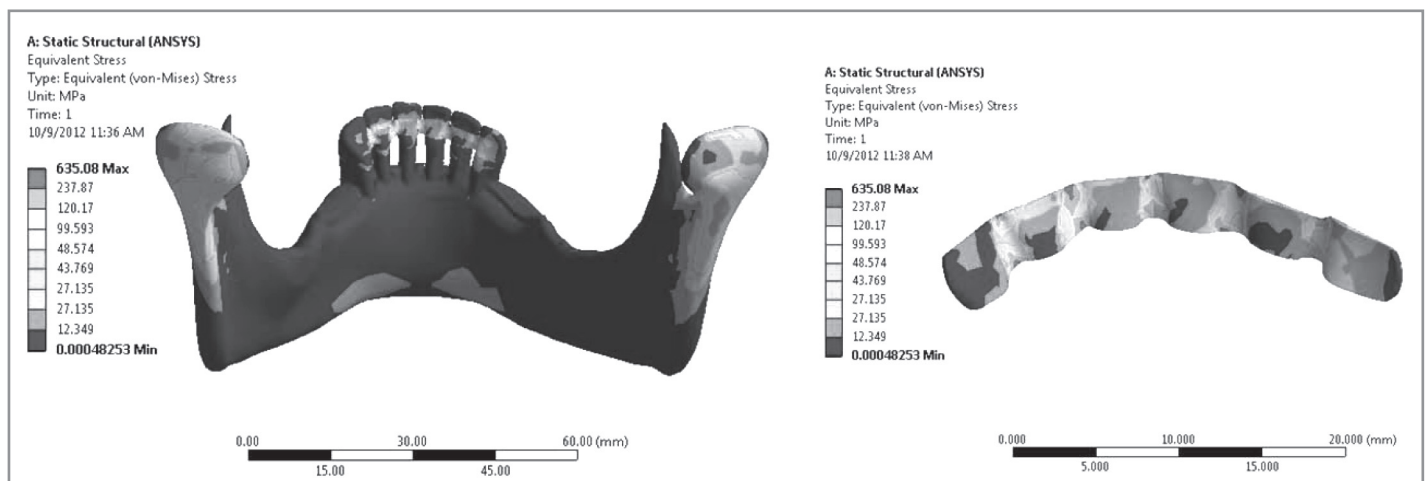 A: Static Structural (ANSYS)
Equivalent Stress
Type: Equivalent (von-Mises) Stress
Unit: MPa
Time: 1
10/9/2012 11:36 AM
635.08 Max
237.87
120.17
99.593
48.574
43.769
27.135
27.135
12.349
0.00048253 Min
0.00 30.00 60.00 (mm)
15.00 45.00
A: Static Structural (ANSYS)
Equivalent Stress
Type: Equivalent (von-Mises) Stress
Unit: MPa
Time: 1
10/9/2012 11:38 AM
635.08 Max
237.87
120.17
99.593
48.574
43.769
27.135
27.135
12.349
0.00048253 Min
0.000 10.000 20.000 (mm)
5.000 15.000